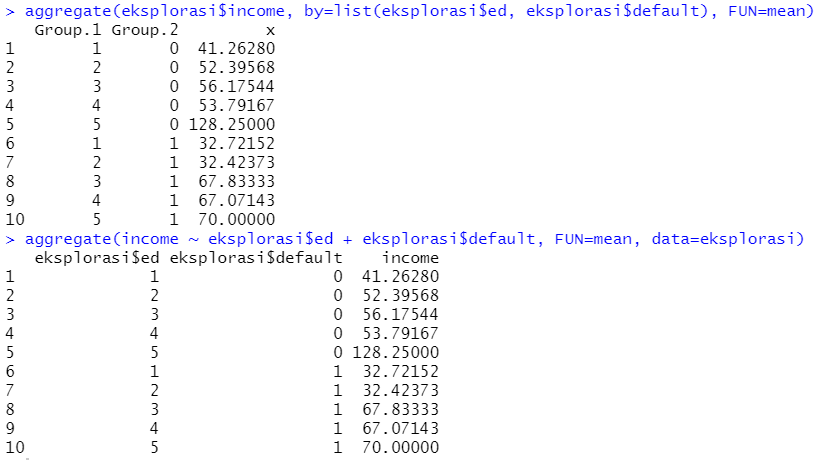 > aggregate(eksplorasi$income, by=list(eksplorasi$ed, eksplorasi$default), FUN=mean)
Group.1 Group.2 x
1 1 0 41.26280
2 2 0 52.39568
3 3 0 56.17544
4 4 0 53.79167
5 5 0 128.25000
6 1 1 32.72152
7 2 1 32.42373
8 3 1 67.83333
9 4 1 67.07143
10 5 1 70.00000
> aggregate(income ~ eksplorasi$ed + eksplorasi$default, FUN=mean, data=eksplorasi)
eksplorasi$ed eksplorasi$default income
1 1 0 41.26280
2 2 0 52.39568
3 3 0 56.17544
4 4 0 53.79167
5 5 0 128.25000
6 1 1 32.72152
7 2 1 32.42373
8 3 1 67.83333
9 4 1 67.07143
10 5 1 70.00000